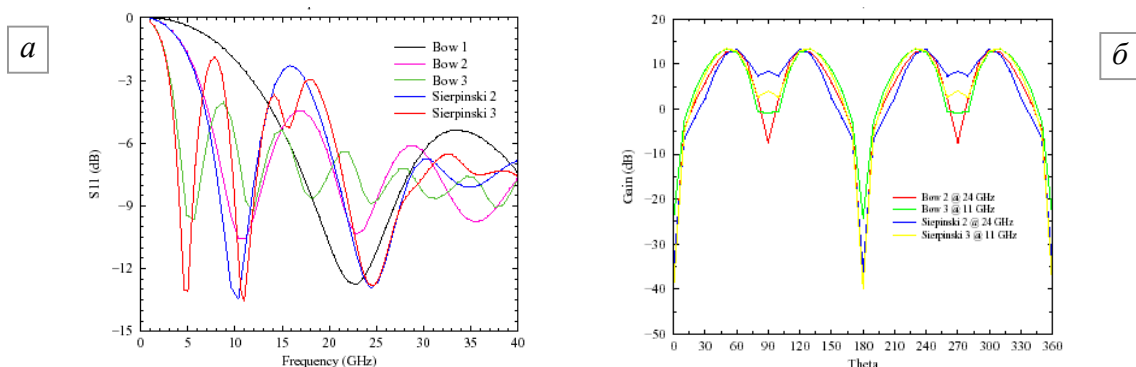 а
0
−3
−6
−9
−12
−15
S11 (dB)
0 5 10 15 20 25 30 35 40
Frequency (GHz)
Bow 1
Bow 2
Bow 3
Sierpinski 2
Sierpinski 3
20
10
0
−10
−20
−30
−40
−50
Gain (dB)
0 30 60 90 120 150 180 210 240 270 300 330 360
Theta
Bow 2 @ 24 GHz
Bow 3 @ 11 GHz
Sierpinski 2 @ 24 GHz
Sierpinski 3 @ 11 GHz
б